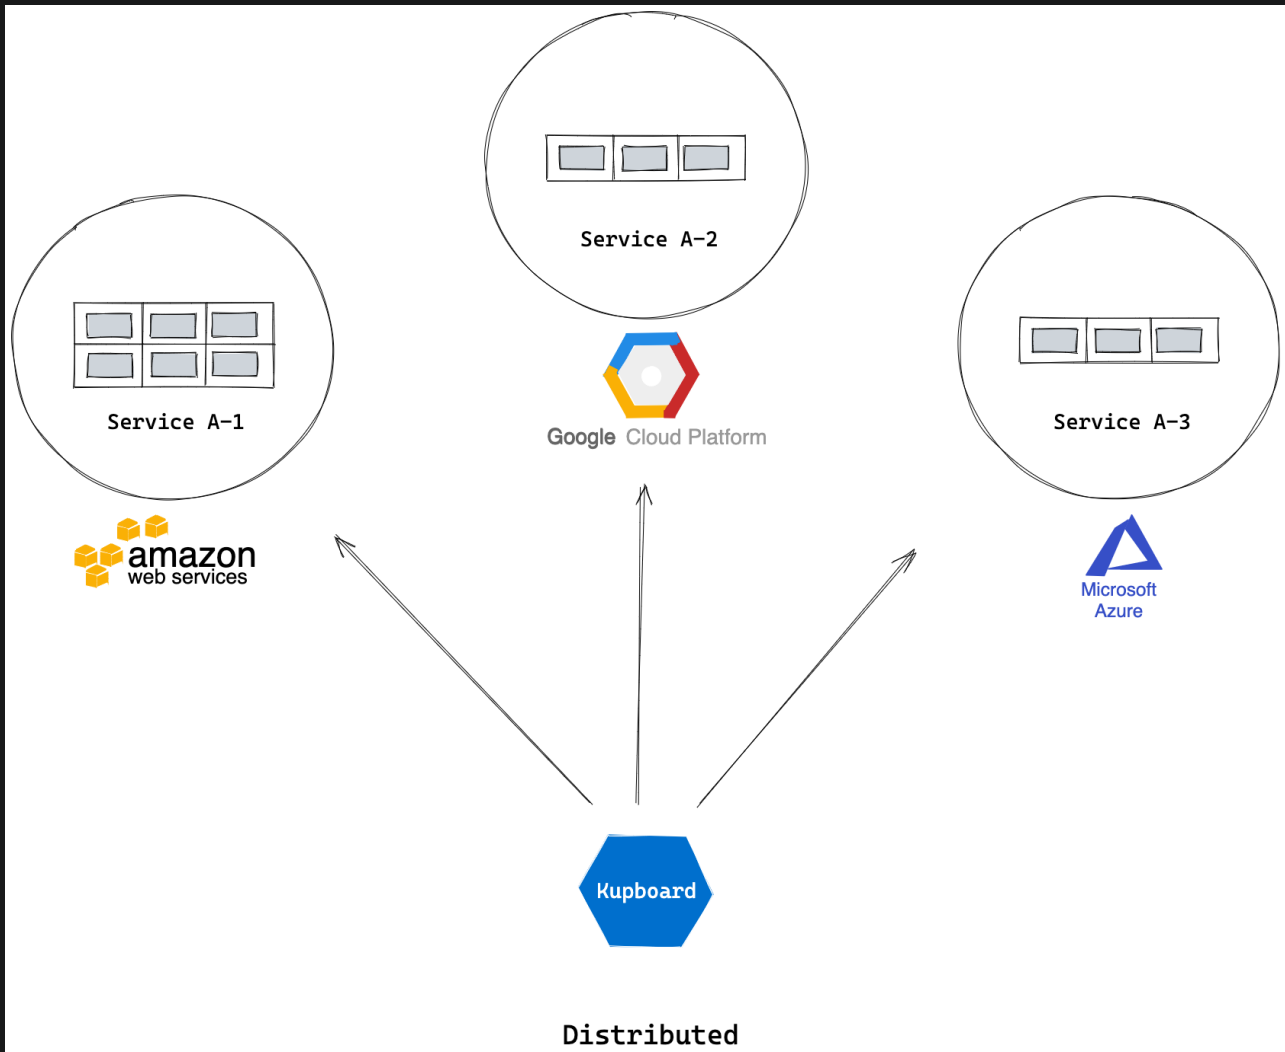 Service A-2
Service A-1
Google Cloud Platform
Service A-3
amazon
web services
Microsoft
Azure
Kupboard
Distributed